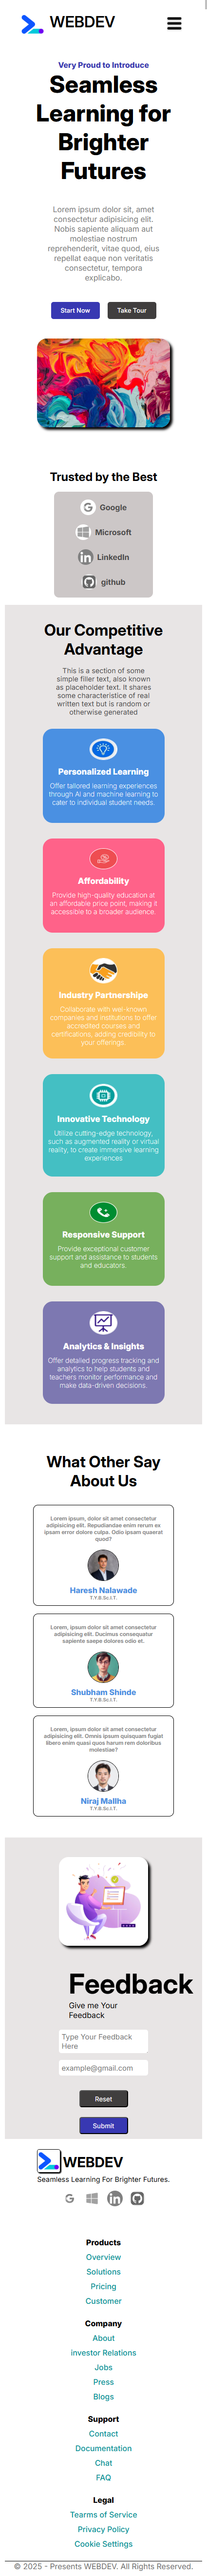 WEBDEV
Very Proud to Introduce
Seamless
Learning for
Brighter
Futures
Lorem ipsum dolor sit, amet
consectetur adipisicing elit.
Nobis sapiente aliquam aut
molestiae nostrum
reprehenderit, vitae quod, eius
repellat eaque non veritatis
consectetur, tempora
explicabo.
Start Now
Take Tour
Trusted by the Best
Google
Microsoft
LinkedIn
github
Our Competitive
Advantage
This is a section of some
simple filler text, also known
as placeholder text. It shares
some characteristice of real
written text but is random or
otherwise generated
Personalized Learning
Offer tailored learning experiences
through AI and machine learning to
cater to individual student needs.
Affordability
Provide high-quality education at
an affordable price point, making it
accessible to a broader audience.
Industry Partnershipe
Collaborate with wel-known
companies and institutions to offer
accredited courses and
certifications, adding credibility to
your offerings.
Innovative Technology
Utilize cutting-edge technology,
such as augmented reality or virtual
reality, to create immersive learning
experiences
Responsive Support
Provide exceptional customer
support and assistance to students
and educators.
Analytics & Insights
Offer detailed progress tracking and
analytics to help students and
teachers monitor performance and
make data-driven decisions.
What Other Say
About Us
Lorem ipsum, dolor sit amet consectetur
adipisicing elit. Repudiandae enim rerum ex
ipsam error dolore culpa. Odio ipsam quaerat
quod?
Haresh Nalawade
T.Y.B.Sc.I.T.
Lorem ipsum, dolor sit amet consectetur
adipisicing elit. Ducimus consequatur
sapiente saepe dolores odio et.
Shubham Shinde
T.Y.B.Sc.I.T.
Lorem, ipsum dolor sit amet consectetur
adipisicing elit. Omnis ipsum quisquam fugiat
libero enim quasi quos harum rem doloribus
molestiae?
Niraj Mallha
T.Y.B.Sc.I.T.
Feedback
Give me Your
Feedback
Type Your Feedback
Here
example@gmail.com
Reset
Submit
WEBDEV
Seamless Learning For Brighter Futures.
Products
Overview
Solutions
Pricing
Customer
Company
About
investor Relations
Jobs
Press
Blogs
Support
Contact
Documentation
Chat
FAQ
Legal
Tearms of Service
Privacy Policy
Cookie Settings
© 2025 - Presents WEBDEV. All Rights Reserved.